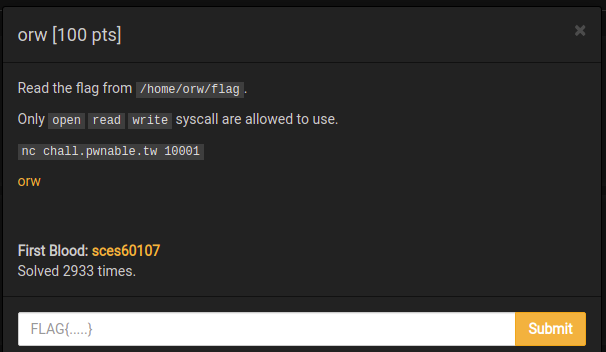 orw [100 pts]
×
Read the flag from /home/orw/flag.
Only open read write syscall are allowed to use.
nc chall.pwnable.tw 10001
orw
First Blood: sces60107
Solved 2933 times.
FLAG{.....}
Submit